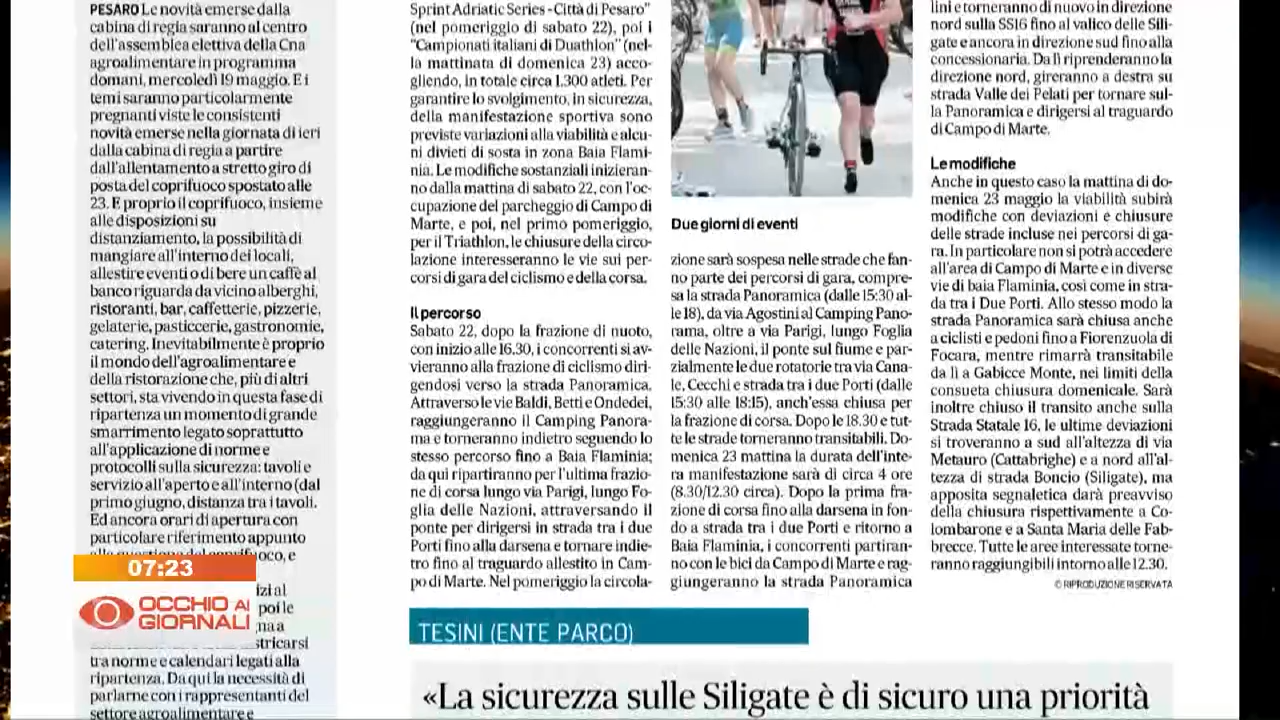 PESARO Le novità emerse dalla
cabina di regia saranno al centro
dell'assemblea elettiva della Cna
agroalimentare in programma
domani, mercoledì 19 maggio. E i
temi saranno particolarmente
pregnanti viste le consistenti
novità emerse nella giornata di ieri
dalla cabina di regia a partire
dall'allentamento a stretto giro di
posta del coprifuoco spostato alle
23. E proprio il coprifuoco, insieme
alle disposizioni su
distanziamento, la possibilità di
mangiare all'interno dei locali,
allestire eventi o di bere un caffè al
banco riguarda da vicino alberghi,
ristoranti, bar, caffetterie, pizzerie,
gelaterie, pasticcerie, gastronomie,
catering. Inevitabilmente è proprio
il mondo dell'agroalimentare e
della ristorazione che, più di altri
settori, sta vivendo in questa fase di
ripartenza un momento di grande
smarrimento legato soprattutto
all'applicazione di norme e
protocolli sulla sicurezza: tavoli e
servizio all'aperto e all'interno (dal
primo giugno, distanza tra i tavoli.
Ed ancora orari di apertura con
particolare riferimento appunto
alla questione del coprifuoco, e
izi al
poi le
na a
stricarsi
tra norme e calendari legati alla
ripartenza. Da qui la necessità di
parlarne con i rappresentanti del
settore agroalimentare e
07:23
OCCHIO AI
GIORNALI
Sprint Adriatic Series - Città di Pesaro"
(nel pomeriggio di sabato 22), poi i
"Campionati italiani di Duathlon" (nel-
la mattinata di domenica 23) acco-
gliendo, in totale circa 1.300 atleti. Per
garantire lo svolgimento, in sicurezza,
della manifestazione sportiva sono
previste variazioni alla viabilità e alcu-
ni divieti di sosta in zona Baia Flami-
nia. Le modifiche sostanziali inizieran-
no dalla mattina di sabato 22, con l'oc-
cupazione del parcheggio di Campo di
Marte, e poi, nel primo pomeriggio,
per il Triathlon, le chiusure della circo-
lazione interesseranno le vie sui per-
corsi di gara del ciclismo e della corsa.
Il percorso
Sabato 22, dopo la frazione di nuoto,
con inizio alle 16.30, i concorrenti si av-
vieranno alla frazione di ciclismo diri-
gendosi verso la strada Panoramica.
Attraverso le vie Baldi, Betti e Ondedei,
raggiungeranno il Camping Panora-
ma e torneranno indietro seguendo lo
stesso percorso fino a Baia Flaminia;
da qui ripartiranno per l'ultima frazio-
ne di corsa lungo via Parigi, lungo Fo-
glia delle Nazioni, attraversando il
ponte per dirigersi in strada tra i due
Porti fino alla darsena e tornare indie-
tro fino al traguardo allestito in Cam-
po di Marte. Nel pomeriggio la circola-
Due giorni di eventi
zione sarà sospesa nelle strade che fan-
no parte dei percorsi di gara, compre-
sa la strada Panoramica (dalle 15:30 al-
le 18), da via Agostini al Camping Pano-
rama, oltre a via Parigi, lungo Foglia
delle Nazioni, il ponte sul fiume e par-
zialmente le due rotatorie tra via Cana-
le, Cecchi e strada tra i due Porti (dalle
15:30 alle 18:15), anch'essa chiusa per
la frazione di corsa. Dopo le 18.30 e tut-
te le strade torneranno transitabili. Do-
menica 23 mattina la durata dell'inte-
ra manifestazione sarà di circa 4 ore
(8.30/12.30 circa). Dopo la prima fra-
zione di corsa fino alla darsena in fon-
do a strada tra i due Porti e ritorno a
Baia Flaminia, i concorrenti partiran-
no con le bici da Campo di Marte e rag-
giungeranno la strada Panoramica
lini e torneranno di nuovo in direzione
nord sulla SS16 fino al valico delle Sili-
gate e ancora in direzione sud fino alla
concessionaria. Da lì riprenderanno la
direzione nord, gireranno a destra su
strada Valle dei Pelati per tornare sul-
la Panoramica e dirigersi al traguardo
di Campo di Marte.
Le modifiche
Anche in questo caso la mattina di do-
menica 23 maggio la viabilità subirà
modifiche con deviazioni e chiusure
delle strade incluse nei percorsi di ga-
ra. In particolare non si potrà accedere
all'area di Campo di Marte e in diverse
vie di baia Flaminia, così come in stra-
da tra i Due Porti. Allo stesso modo la
strada Panoramica sarà chiusa anche
a ciclisti e pedoni fino a Fiorenzuola di
Focara, mentre rimarrà transitabile
da lì a Gabicce Monte, nei limiti della
consueta chiusura domenicale. Sarà
inoltre chiuso il transito anche sulla
Strada Statale 16, le ultime deviazioni
si troveranno a sud all'altezza di via
Metauro (Cattabrighe) e a nord all'al-
tezza di strada Boncio (Siligate), ma
apposita segnaletica darà preavviso
della chiusura rispettivamente a Co-
lombarone e a Santa Maria delle Fab-
brecce. Tutte le aree interessate torne-
ranno raggiungibili intorno alle 12.30.
© RIPRODUZIONE RISERVATA
TESINI (ENTE PARCO)
«La sicurezza sulle Siligate è di sicuro una priorità